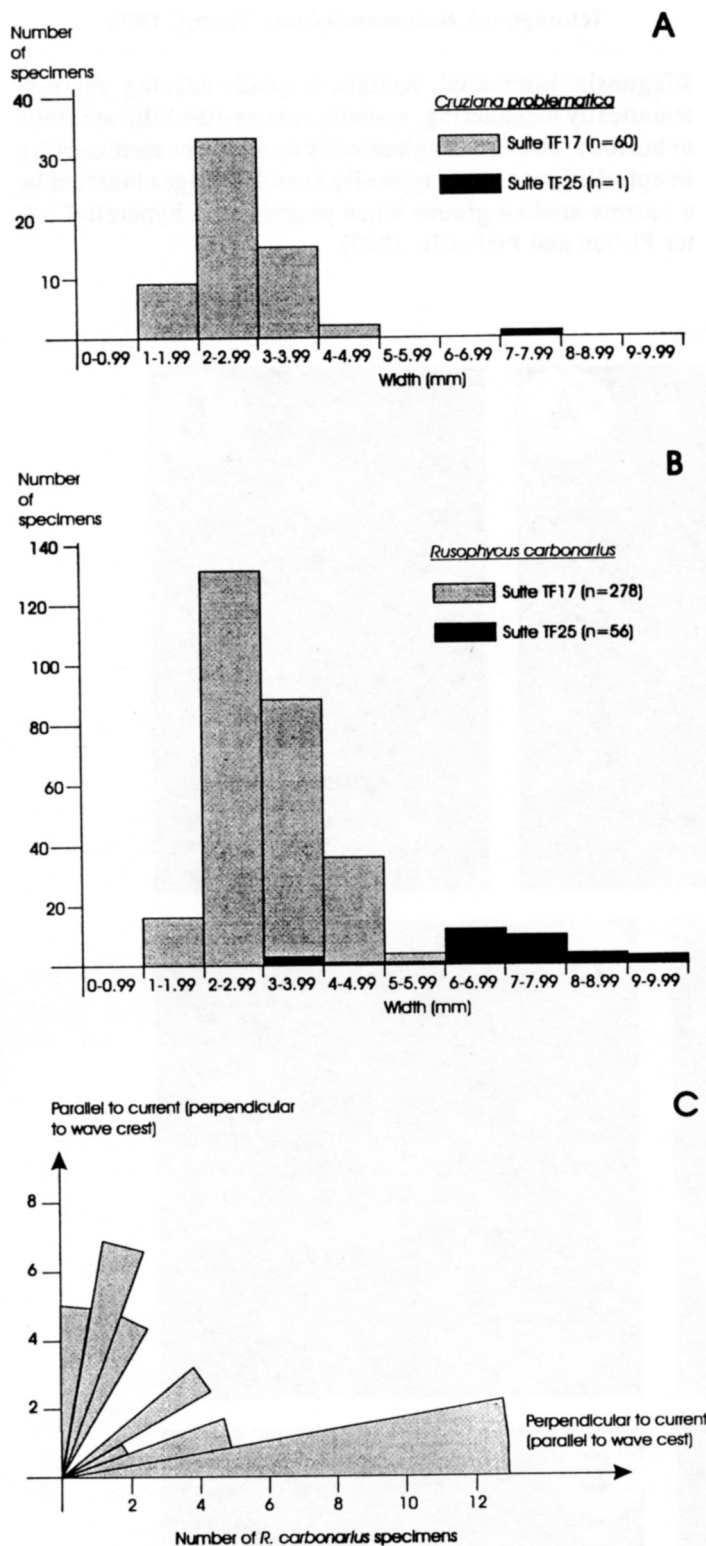 A
Number
of
specimens
Cruziana problematica
Suite TF17 (n=60)
Suite TF25 (n=1)
40
30
20
10
0-0.99 1-1.99 2-2.99 3-3.99 4-4.99 5-5.99 6-6.99 7-7.99 8-8.99 9-9.99
Width (mm)
B
Number
of
specimens
Rusophycus carbonarius
Suite TF17 (n=278)
Suite TF25 (n=56)
140
120
100
80
60
40
20
0-0.99 1-1.99 2-2.99 3-3.99 4-4.99 5-5.99 6-6.99 7-7.99 8-8.99 9-9.99
Width (mm)
C
Parallel to current (perpendicular
to wave crest)
8
6
4
2
Perpendicular to current
(parallel to wave cest)
2 4 6 8 10 12
Number of R. carbonarius specimens